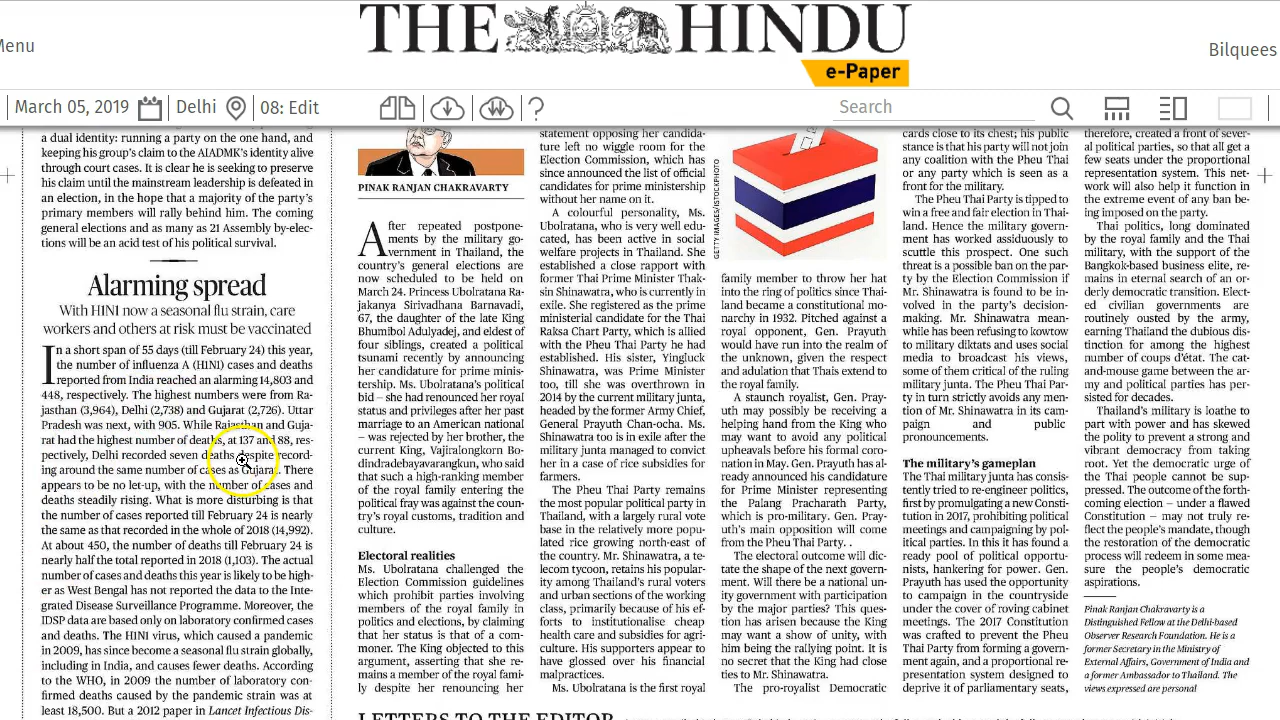 THE HINDU
e-Paper
Menu
Bilquees
March 05, 2019
Delhi
08: Edit
?
Search
a dual identity: running a party on the one hand, and
keeping his group's claim to the AIADMK's identity alive
through court cases. It is clear he is seeking to preserve
his claim until the mainstream leadership is defeated in
an election, in the hope that a majority of the party's
primary members will rally behind him. The coming
general elections and as many as 21 Assembly by-elec-
tions will be an acid test of his political survival.
Alarming spread
With H1N1 now a seasonal flu strain, care
workers and others at risk must be vaccinated
In a short span of 55 days (till February 24) this year,
the number of influenza A (H1N1) cases and deaths
reported from India reached an alarming 14,803 and
448, respectively. The highest numbers were from Ra-
jasthan (3,964), Delhi (2,738) and Gujarat (2,726). Uttar
Pradesh was next, with 905. While Rajasthan and Guja-
rat had the highest number of deaths, at 137 and 88, res-
pectively, Delhi recorded seven deaths despite record-
ing around the same number of cases as Gujarat. There
appears to be no let-up, with the number of cases and
deaths steadily rising. What is more disturbing is that
the number of cases reported till February 24 is nearly
the same as that recorded in the whole of 2018 (14,992).
At about 450, the number of deaths till February 24 is
nearly half the total reported in 2018 (1,103). The actual
number of cases and deaths this year is likely to be high-
er as West Bengal has not reported the data to the Inte-
grated Disease Surveillance Programme. Moreover, the
IDSP data are based only on laboratory confirmed cases
and deaths. The H1N1 virus, which caused a pandemic
in 2009, has since become a seasonal flu strain globally,
including in India, and causes fewer deaths. According
to the WHO, in 2009 the number of laboratory con-
firmed deaths caused by the pandemic strain was at
least 18,500. But a 2012 paper in Lancet Infectious Dis-
PINAK RANJAN CHAKRAVARTY
After repeated postpone-
ments by the military go-
vernment in Thailand, the
country's general elections are
now scheduled to be held on
March 24. Princess Ubolratana Ra-
jakanya Sirivadhana Barnavadi,
67, the daughter of the late King
Bhumibol Adulyadej, and eldest of
four siblings, created a political
tsunami recently by announcing
her candidature for prime minis-
tership. Ms. Ubolratana's political
bid – she had renounced her royal
status and privileges after her past
marriage to an American national
– was rejected by her brother, the
current King, Vajiralongkorn Bo-
dindradebayavarangkun, who said
that such a high-ranking member
of the royal family entering the
political fray was against the coun-
try's royal customs, tradition and
culture.
Electoral realities
Ms. Ubolratana challenged the
Election Commission guidelines
which prohibit parties involving
members of the royal family in
politics and elections, by claiming
that her status is that of a com-
moner. The King objected to this
argument, asserting that she re-
mains a member of the royal fami-
ly despite her renouncing her
statement opposing her candida-
ture left no wiggle room for the
Election Commission, which has
since announced the list of official
candidates for prime ministership
without her name on it.
A colourful personality, Ms.
Ubolratana, who is very well edu-
cated, has been active in social
welfare projects in Thailand. She
established a close rapport with
former Thai Prime Minister Thak-
sin Shinawatra, who is currently in
exile. She registered as the prime
ministerial candidate for the Thai
Raksa Chart Party, which is allied
with the Pheu Thai Party he had
established. His sister, Yingluck
Shinawatra, was Prime Minister
too, till she was overthrown in
2014 by the current military junta,
headed by the former Army Chief,
General Prayuth Chan-ocha. Ms.
Shinawatra too is in exile after the
military junta managed to convict
her in a case of rice subsidies for
farmers.
The Pheu Thai Party remains
the most popular political party in
Thailand, with a largely rural vote
base in the relatively more popu-
lated rice growing north-east of
the country. Mr. Shinawatra, a te-
lecom tycoon, retains his popular-
ity among Thailand's rural voters
and urban sections of the working
class, primarily because of his ef-
forts to institutionalise cheap
health care and subsidies for agri-
culture. His supporters appear to
have glossed over his financial
malpractices.
Ms. Ubolratana is the first royal
GETTY IMAGES/ISTOCKPHOTO
family member to throw her hat
into the ring of politics since Thai-
land became a constitutional mo-
narchy in 1932. Pitched against a
royal opponent, Gen. Prayuth
would have run into the realm of
the unknown, given the respect
and adulation that Thais extend to
the royal family.
A staunch royalist, Gen. Pray-
uth may possibly be receiving a
helping hand from the King who
may want to avoid any political
upheavals before his formal coro-
nation in May. Gen. Prayuth has al-
ready announced his candidature
for Prime Minister representing
the Palang Pracharath Party,
which is pro-military. Gen. Pray-
uth's main opposition will come
from the Pheu Thai Party. .
The electoral outcome will dic-
tate the shape of the next govern-
ment. Will there be a national un-
ity government with participation
by the major parties? This ques-
tion has arisen because the King
may want a show of unity, with
him being the rallying point. It is
no secret that the King had close
ties to Mr. Shinawatra.
The pro-royalist Democratic
cards close to its chest; his public
stance is that his party will not join
any coalition with the Pheu Thai
or any party which is seen as a
front for the military.
The Pheu Thai Party is tipped to
win a free and fair election in Thai-
land. Hence the military govern-
ment has worked assiduously to
scuttle this prospect. One such
threat is a possible ban on the par-
ty by the Election Commission if
Mr. Shinawatra is found to be in-
volved in the party's decision-
making. Mr. Shinawatra mean-
while has been refusing to kowtow
to military diktats and uses social
media to broadcast his views,
some of them critical of the ruling
military junta. The Pheu Thai Par-
ty in turn strictly avoids any men-
tion of Mr. Shinawatra in its cam-
paign and public
pronouncements.
The military's gameplan
The Thai military junta has consis-
tently tried to re-engineer politics,
first by promulgating a new Consti-
tution in 2017, prohibiting political
meetings and campaigning by pol-
itical parties. In this it has found a
ready pool of political opportu-
nists, hankering for power. Gen.
Prayuth has used the opportunity
to campaign in the countryside
under the cover of roving cabinet
meetings. The 2017 Constitution
was crafted to prevent the Pheu
Thai Party from forming a govern-
ment again, and a proportional re-
presentation system designed to
deprive it of parliamentary seats,
therefore, created a front of sever-
al political parties, so that all get a
few seats under the proportional
representation system. This net-
work will also help it function in
the extreme event of any ban be-
ing imposed on the party.
Thai politics, long dominated
by the royal family and the Thai
military, with the support of the
Bangkok-based business elite, re-
mains in eternal search of an or-
derly democratic transition. Elect-
ed civilian governments are
routinely ousted by the army,
earning Thailand the dubious dis-
tinction for among the highest
number of coups d'état. The cat-
and-mouse game between the ar-
my and political parties has per-
sisted for decades.
Thailand's military is loathe to
part with power and has skewed
the polity to prevent a strong and
vibrant democracy from taking
root. Yet the democratic urge of
the Thai people cannot be sup-
pressed. The outcome of the forth-
coming election – under a flawed
Constitution – may not truly re-
flect the people's mandate, though
the restoration of the democratic
process will redeem in some mea-
sure the people's democratic
aspirations.
Pinak Ranjan Chakravarty is a
Distinguished Fellow at the Delhi-based
Observer Research Foundation. He is a
former Secretary in the Ministry of
External Affairs, Government of India and
a former Ambassador to Thailand. The
views expressed are personal
LETTERS TO THE EDITOR